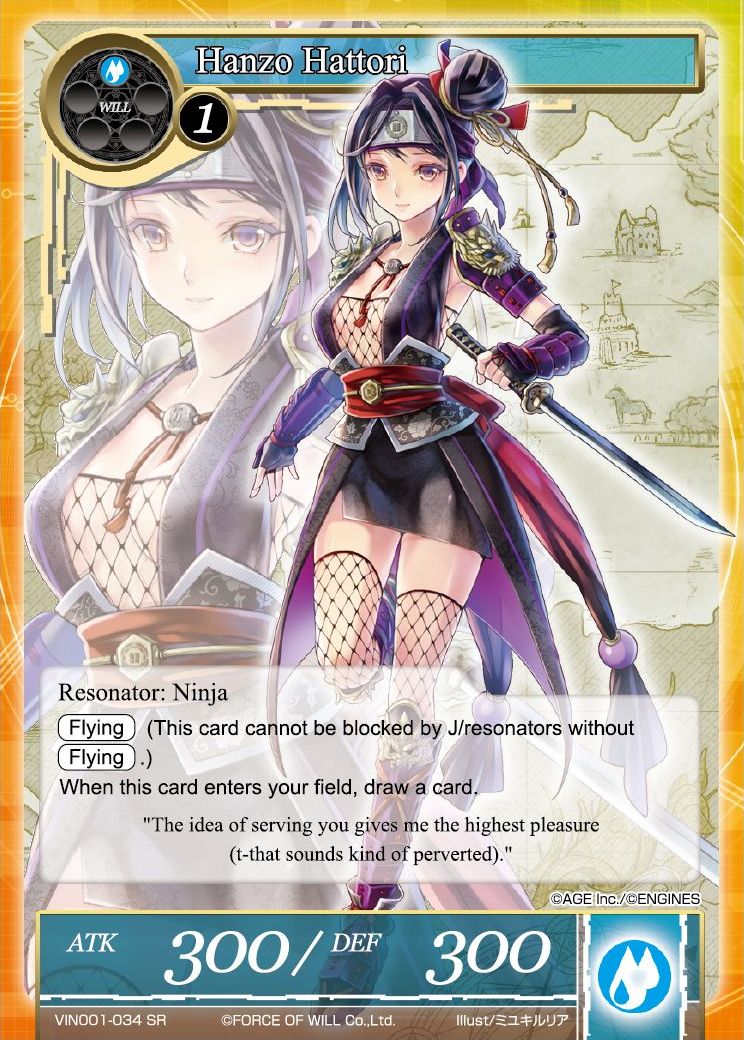 Hanzo Hattori
WILL
1
Resonator: Ninja
Flying (This card cannot be blocked by J/resonators without
Flying .)
When this card enters your field, draw a card.
"The idea of serving you gives me the highest pleasure
(t-that sounds kind of perverted)."
©AGE Inc./©ENGINES
ATK 300 / DEF 300
VIN001-034 SR ©FORCE OF WILL Co.,Ltd. Illust/ミユキルリア